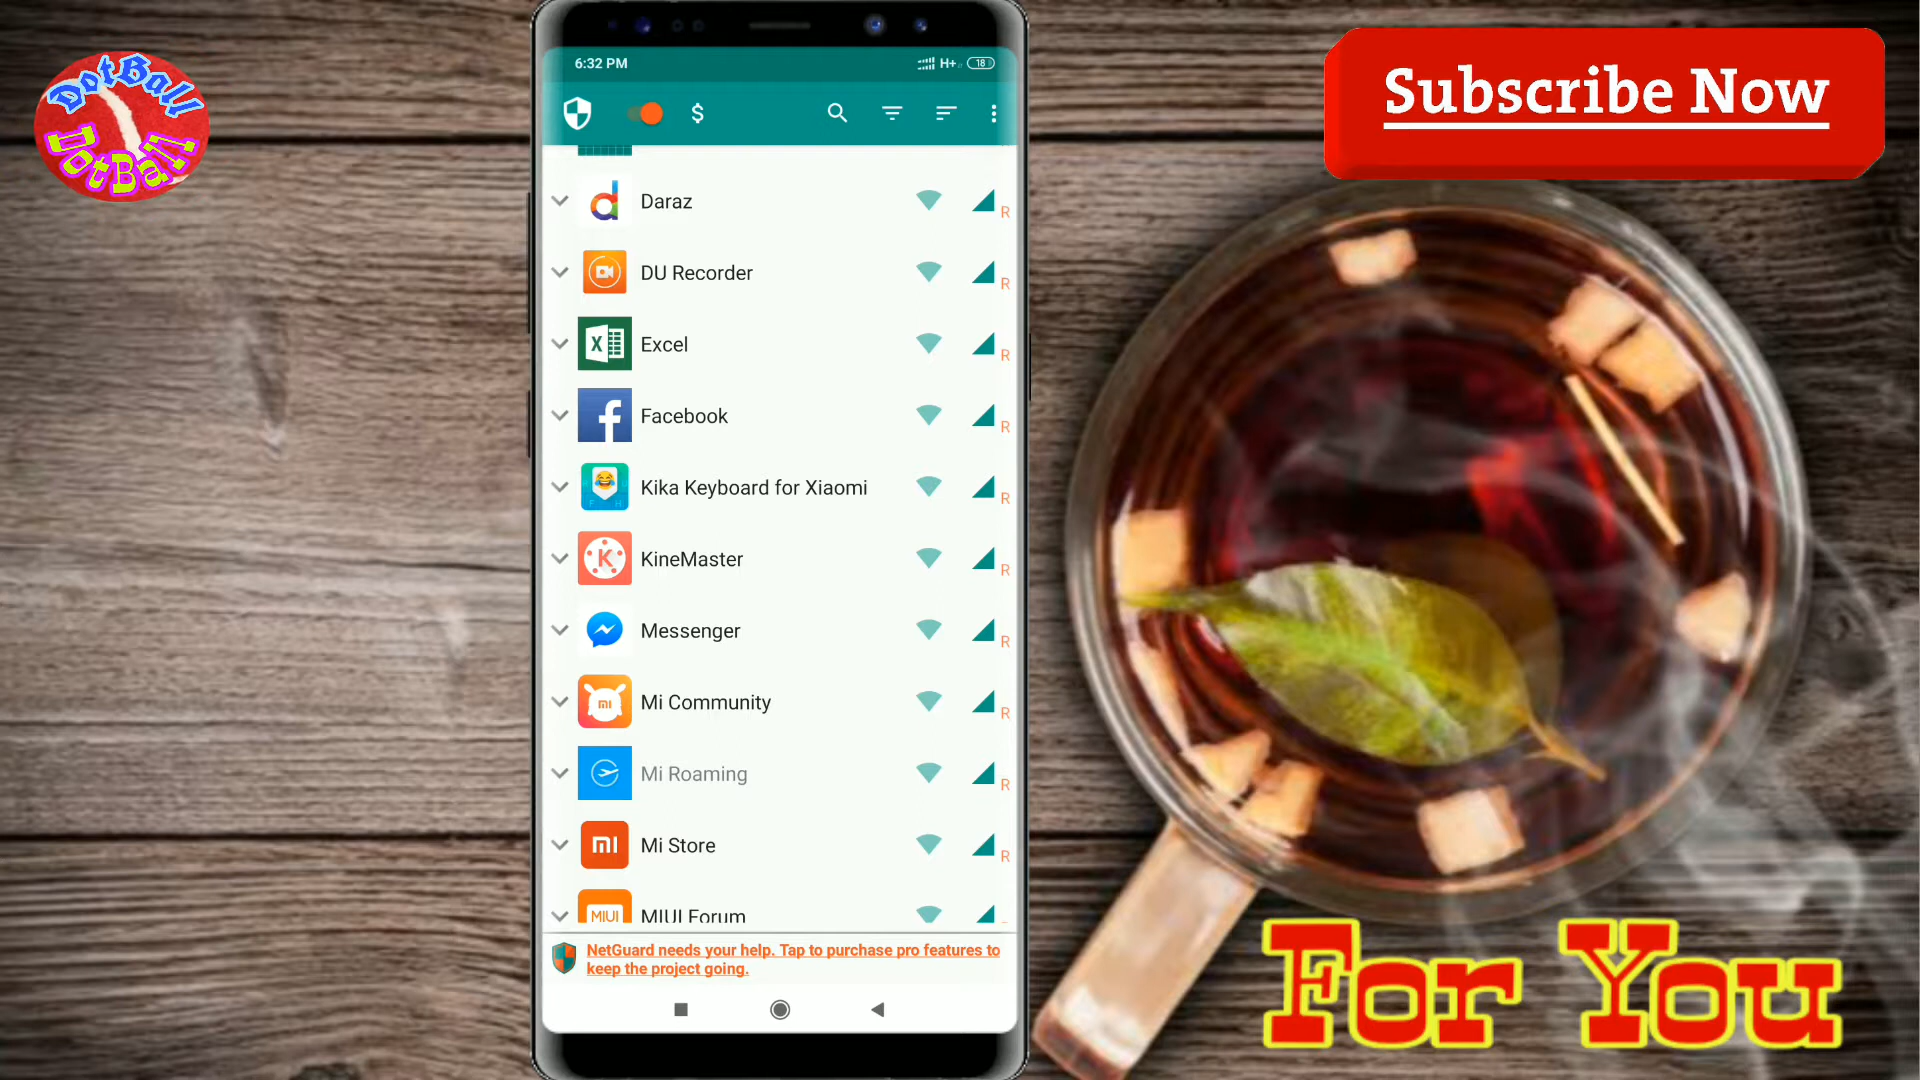 DotBall
DotBall
Subscribe Now
6:32 PM
H+
18
$
Daraz
R
DU Recorder
R
Excel
R
Facebook
R
Kika Keyboard for Xiaomi
R
KineMaster
R
Messenger
R
Mi Community
R
Mi Roaming
R
Mi Store
R
MIUI Forum
NetGuard needs your help. Tap to purchase pro features to
keep the project going.
For You